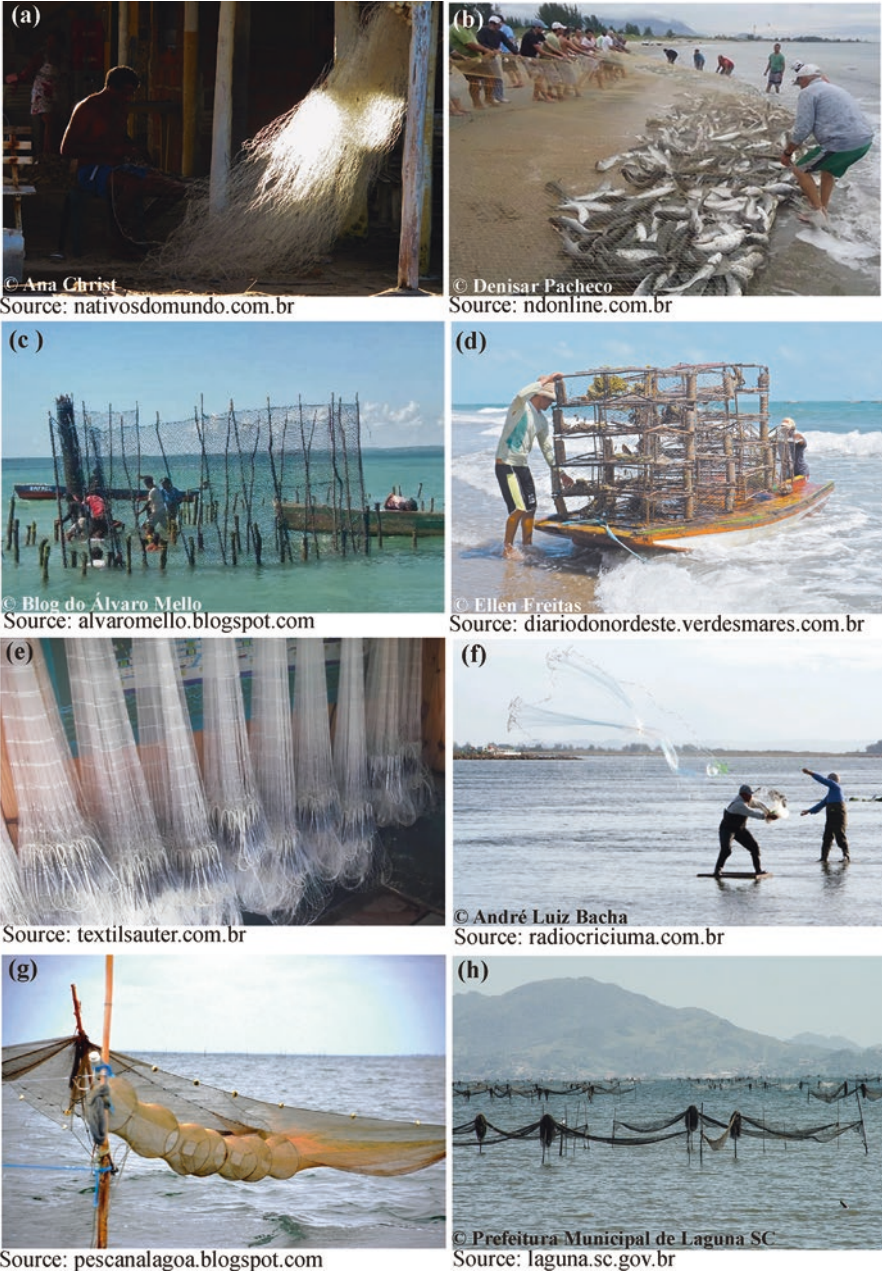 (a)
© Ana Christ
Source: nativosdomundo.com.br
(b)
© Denisar Pacheco
Source: ndonline.com.br
(c )
© Blog do Álvaro Mello
Source: alvaromello.blogspot.com
(d)
© Ellen Freitas
Source: diariodonordeste.verdesmares.com.br
(e)
Source: textilsauter.com.br
(f)
© André Luiz Bacha
Source: radiocriciuma.com.br
(g)
Source: pescanalagoa.blogspot.com
(h)
© Prefeitura Municipal de Laguna SC
Source: laguna.sc.gov.br